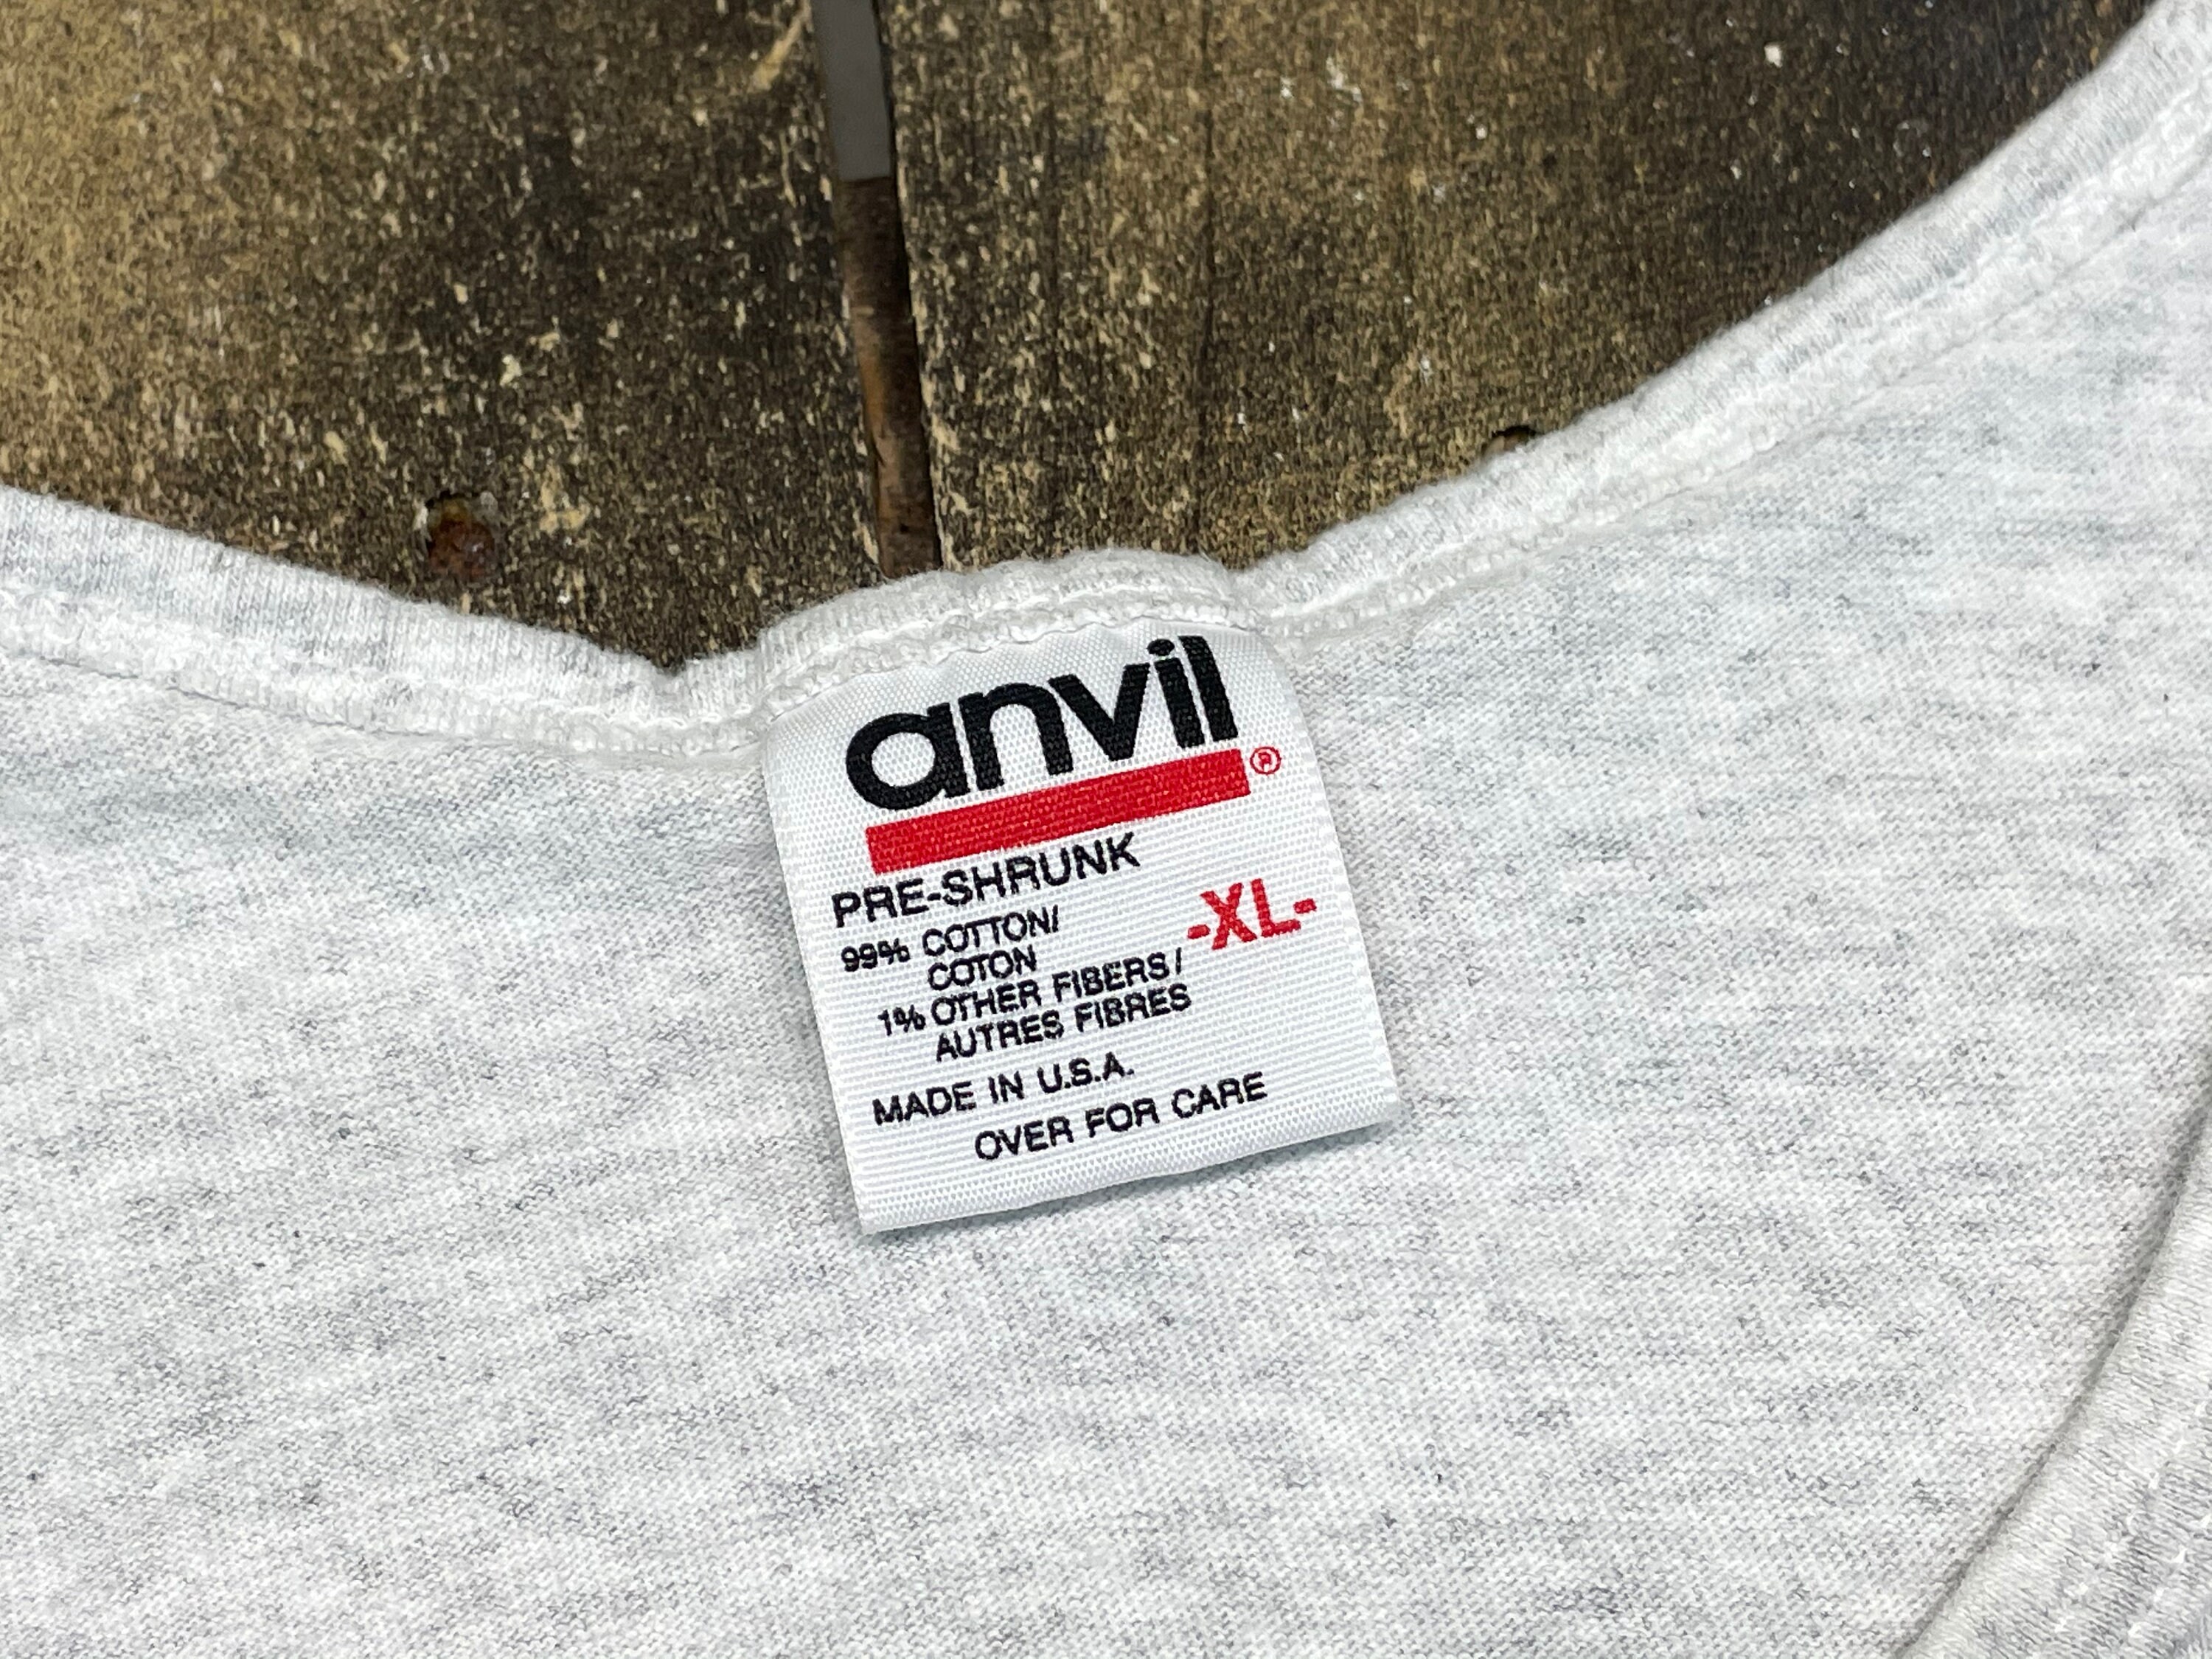 anvil®
PRE-SHRUNK
99% COTTON/
COTON
-XL-
1% OTHER FIBERS/
AUTRES FIBRES
MADE IN U.S.A.
OVER FOR CARE